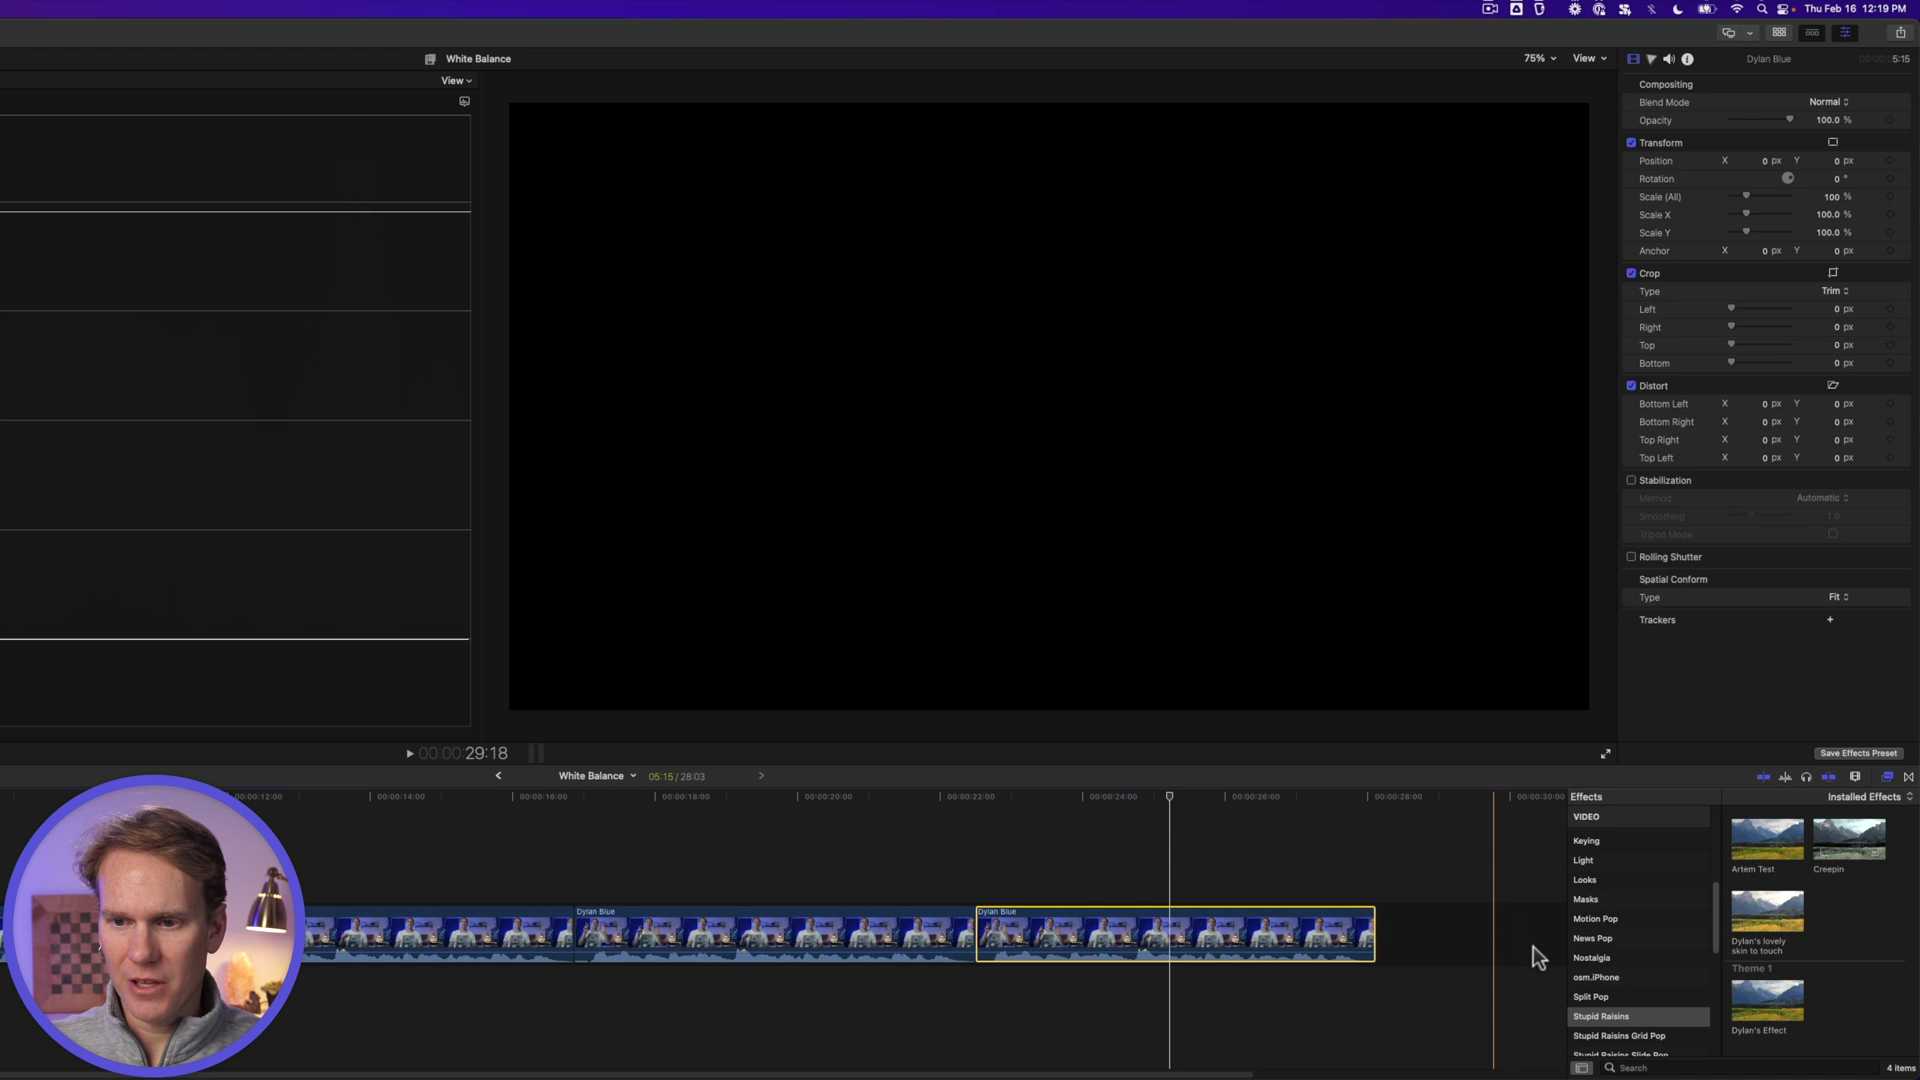 Thu Feb 16 12:19 PM
White Balance
75%
View
Dylan Blue
00:00:05:15
View
Compositing
Blend Mode Normal
Opacity 100.0 %
Transform
Position X 0 px Y 0 px
Rotation 0 °
Scale (All) 100 %
Scale X 100.0 %
Scale Y 100.0 %
Anchor X 0 px Y 0 px
Crop
Type Trim
Left 0 px
Right 0 px
Top 0 px
Bottom 0 px
Distort
Bottom Left X 0 px Y 0 px
Bottom Right X 0 px Y 0 px
Top Right X 0 px Y 0 px
Top Left X 0 px Y 0 px
Stabilization
Method Automatic
Smoothing 1.0
Tripod Mode
Rolling Shutter
Spatial Conform
Type Fit
Trackers +
00:00:29:18
Save Effects Preset
White Balance 05:15 / 28:03
00:00:12:00 00:00:14:00 00:00:16:00 00:00:18:00 00:00:20:00 00:00:22:00 00:00:24:00 00:00:26:00 00:00:28:00 00:00:30:00
Effects
Installed Effects
VIDEO
Keying
Light
Looks
Masks
Motion Pop
News Pop
Nostalgia
osm.iPhone
Split Pop
Stupid Raisins
Stupid Raisins Grid Pop
Stupid Raisins Slide Pop
Artem Test
Creepin
Dylan's lovely
skin to touch
Theme 1
Dylan's Effect
Dylan Blue
Dylan Blue
Search
4 items